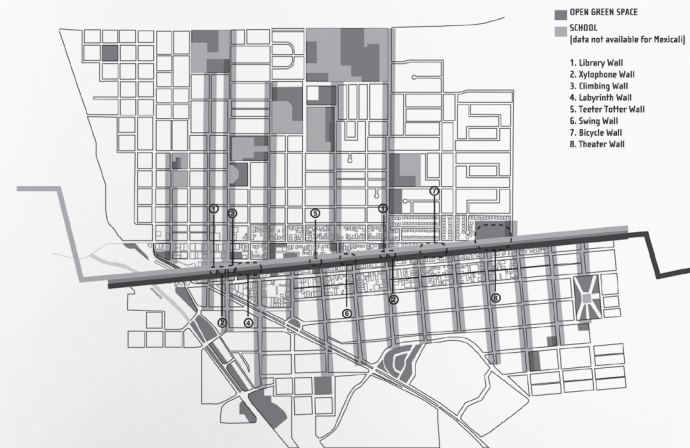 OPEN GREEN SPACE
SCHOOL
(data not available for Mexicali)
1. Library Wall
2. Xylophone Wall
3. Climbing Wall
4. Labyrinth Wall
5. Teeter Totter Wall
6. Swing Wall
7. Bicycle Wall
8. Theater Wall
1
3
5
1
7
2
4
6
2
8